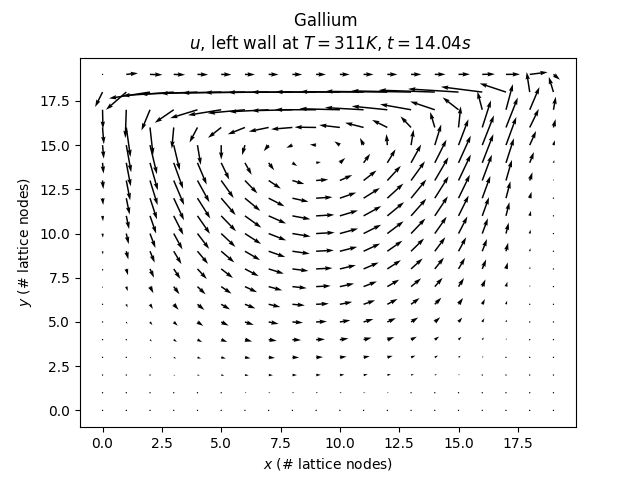 Gallium
u, left wall at T = 311K, t = 14.04s
17.5
15.0
12.5
10.0
7.5
5.0
2.5
0.0
y (# lattice nodes)
0.0 2.5 5.0 7.5 10.0 12.5 15.0 17.5
x (# lattice nodes)